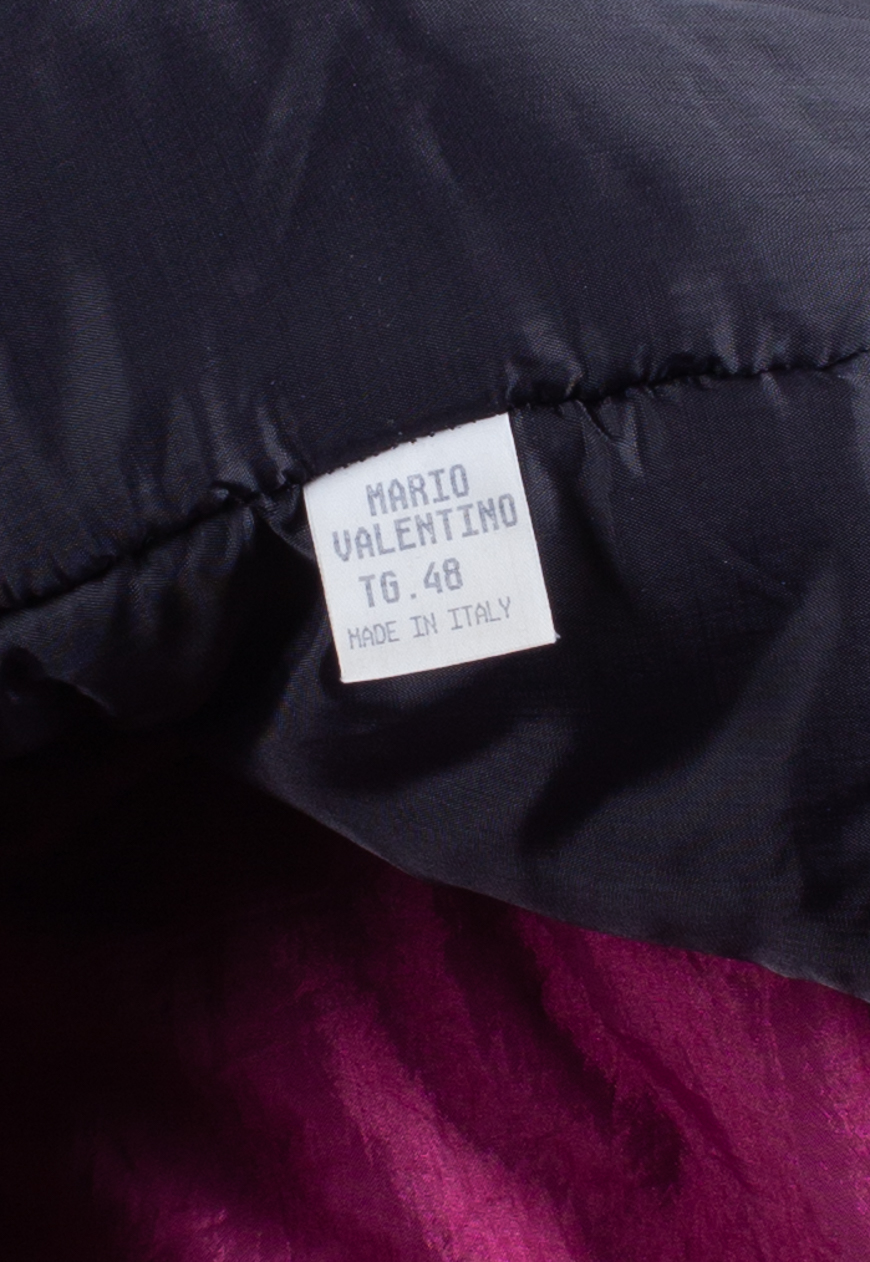 MARIO
VALENTINO
TG.48
MADE IN ITALY